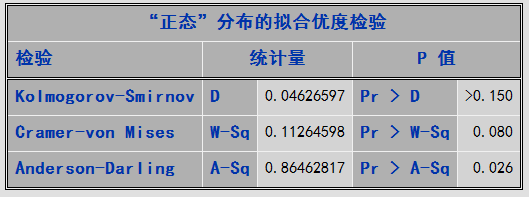 “正态”分布的拟合优度检验
检验 统计量 P 值
Kolmogorov-Smirnov D 0.04626597 Pr > D >0.150
Cramer-von Mises W-Sq 0.11264598 Pr > W-Sq 0.080
Anderson-Darling A-Sq 0.86462817 Pr > A-Sq 0.026